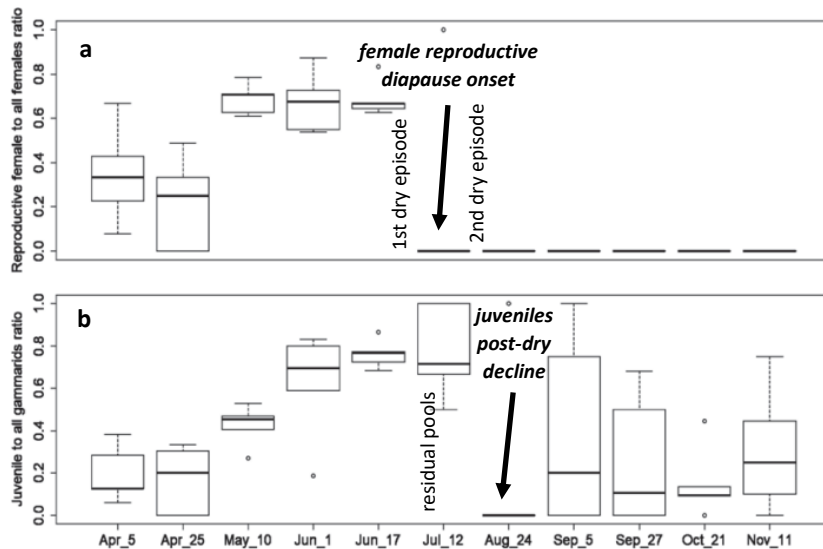 a
female reproductive
diapause onset
1st dry episode
2nd dry episode
Reproductive female to all females ratio
1.0
0.8
0.6
0.4
0.2
0.0
b
juveniles
post-dry
decline
residual pools
Juvenile to all gammarids ratio
1.0
0.8
0.6
0.4
0.2
0.0
Apr_5 Apr_25 May_10 Jun_1 Jun_17 Jul_12 Aug_24 Sep_5 Sep_27 Oct_21 Nov_11